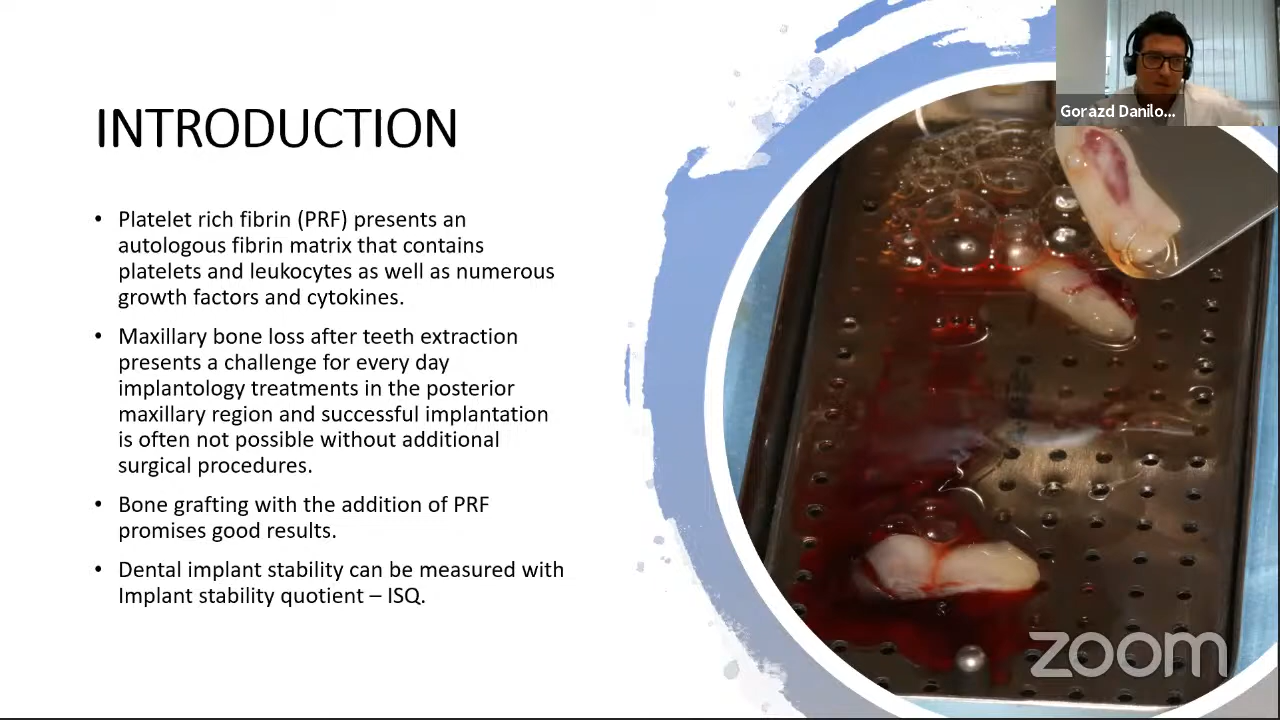 INTRODUCTION
• Platelet rich fibrin (PRF) presents an
autologous fibrin matrix that contains
platelets and leukocytes as well as numerous
growth factors and cytokines.
• Maxillary bone loss after teeth extraction
presents a challenge for every day
implantology treatments in the posterior
maxillary region and successful implantation
is often not possible without additional
surgical procedures.
• Bone grafting with the addition of PRF
promises good results.
• Dental implant stability can be measured with
Implant stability quotient – ISQ.
Gorazd Danilo...
zoom